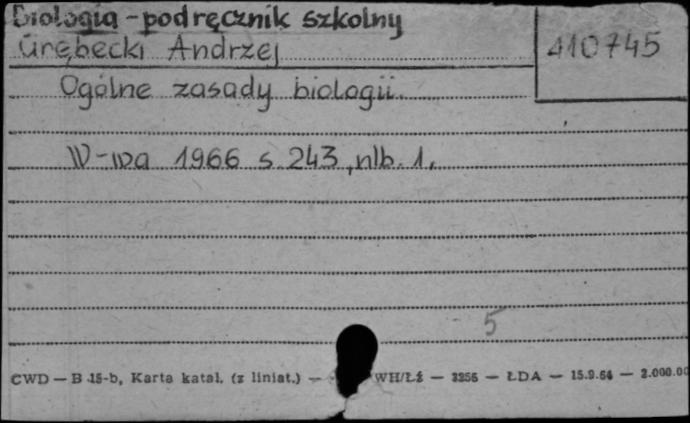 Biologia - podręcznik szkolny
Grębecki Andrzej
410745
Ogólne zasady biologii.
W-wa 1966 s. 243, nlb. 1.
5
CWD — B 15-b, Karta katal. (z liniat.) — WH/Łź — 3256 — ŁDA — 15.9.64 — 2.000.00